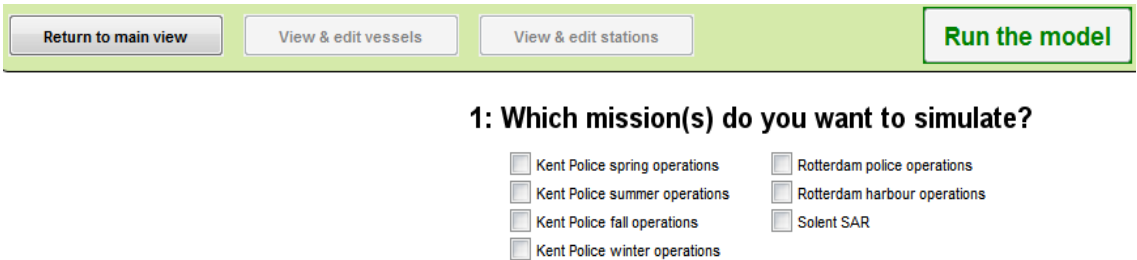 Return to main view
View & edit vessels
View & edit stations
Run the model
1: Which mission(s) do you want to simulate?
Kent Police spring operations
Kent Police summer operations
Kent Police fall operations
Kent Police winter operations
Rotterdam police operations
Rotterdam harbour operations
Solent SAR